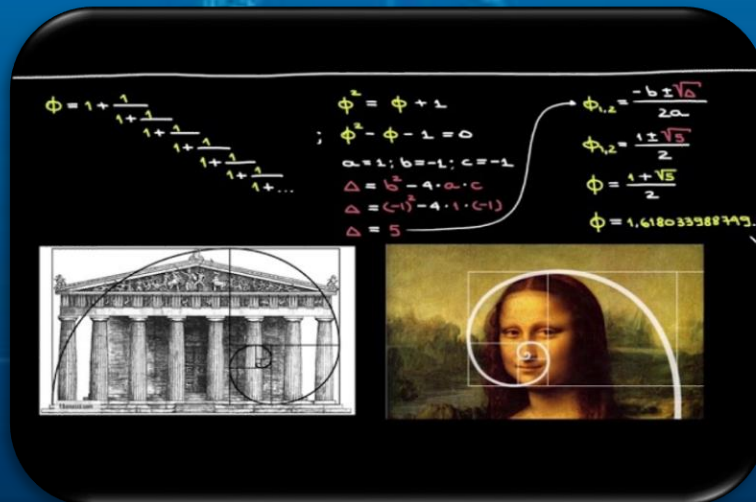 ϕ = 1 + 1
1 + 1
1 + 1
1 + 1
1 + 1
1 + 1
1 + ...
; ϕ² = ϕ + 1
ϕ² - ϕ - 1 = 0
a = 1; b = -1; c = -1
Δ = b² - 4·a·c
Δ = (-1)² - 4·1·(-1)
Δ = 5
ϕ₁,₂ = -b ± √Δ
2a
ϕ₁,₂ = 1 ± √5
2
ϕ = 1 + √5
2
ϕ = 1,618033988749.